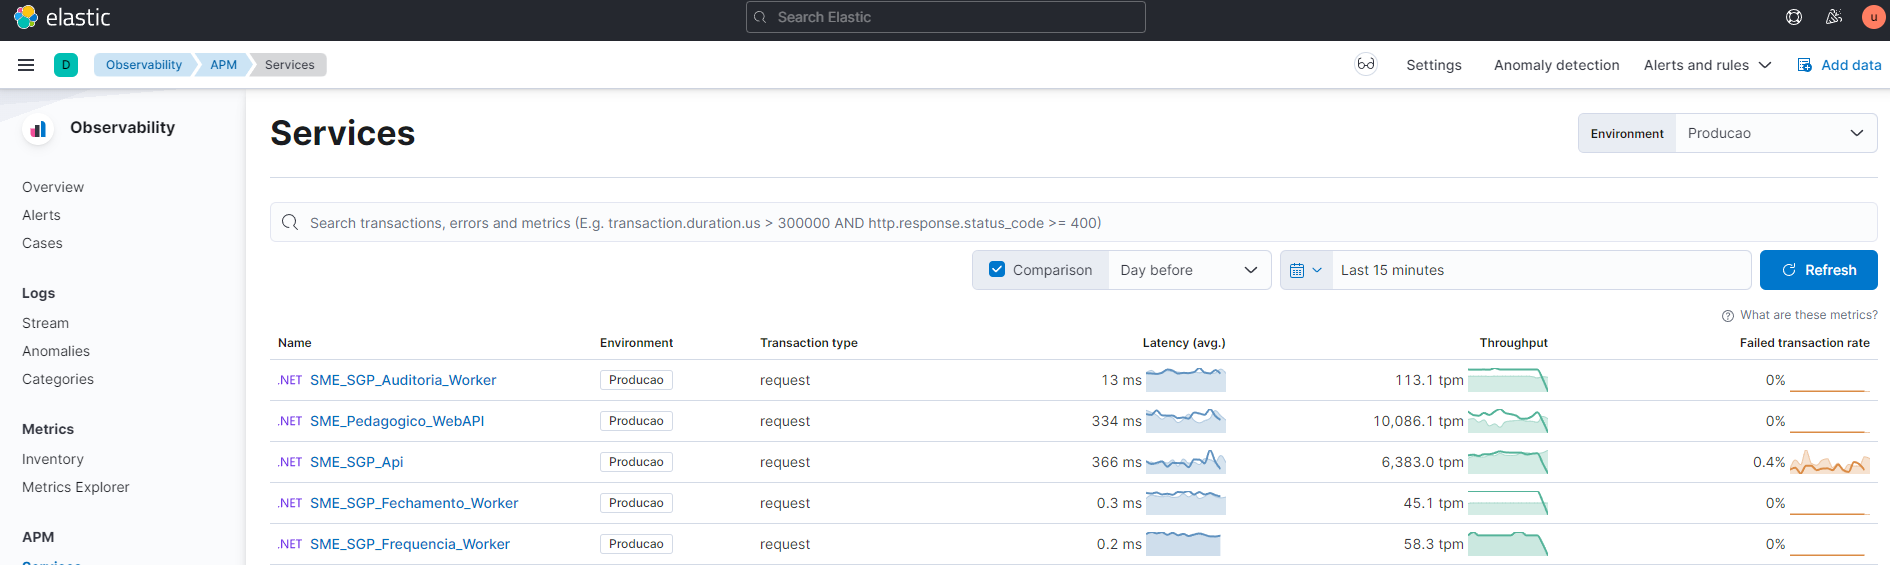 elastic
Search Elastic
u
D
Observability
APM
Services
Settings
Anomaly detection
Alerts and rules
Add data
Observability
Overview
Alerts
Cases
Logs
Stream
Anomalies
Categories
Metrics
Inventory
Metrics Explorer
APM
Services
Services
Environment
Producao
Search transactions, errors and metrics (E.g. transaction.duration.us > 300000 AND http.response.status_code >= 400)
Comparison
Day before
Last 15 minutes
Refresh
What are these metrics?
Name Environment Transaction type Latency (avg.) Throughput Failed transaction rate
.NET SME_SGP_Auditoria_Worker Producao request 13 ms 113.1 tpm 0%
.NET SME_Pedagogico_WebAPI Producao request 334 ms 10,086.1 tpm 0%
.NET SME_SGP_Api Producao request 366 ms 6,383.0 tpm 0.4%
.NET SME_SGP_Fechamento_Worker Producao request 0.3 ms 45.1 tpm 0%
.NET SME_SGP_Frequencia_Worker Producao request 0.2 ms 58.3 tpm 0%